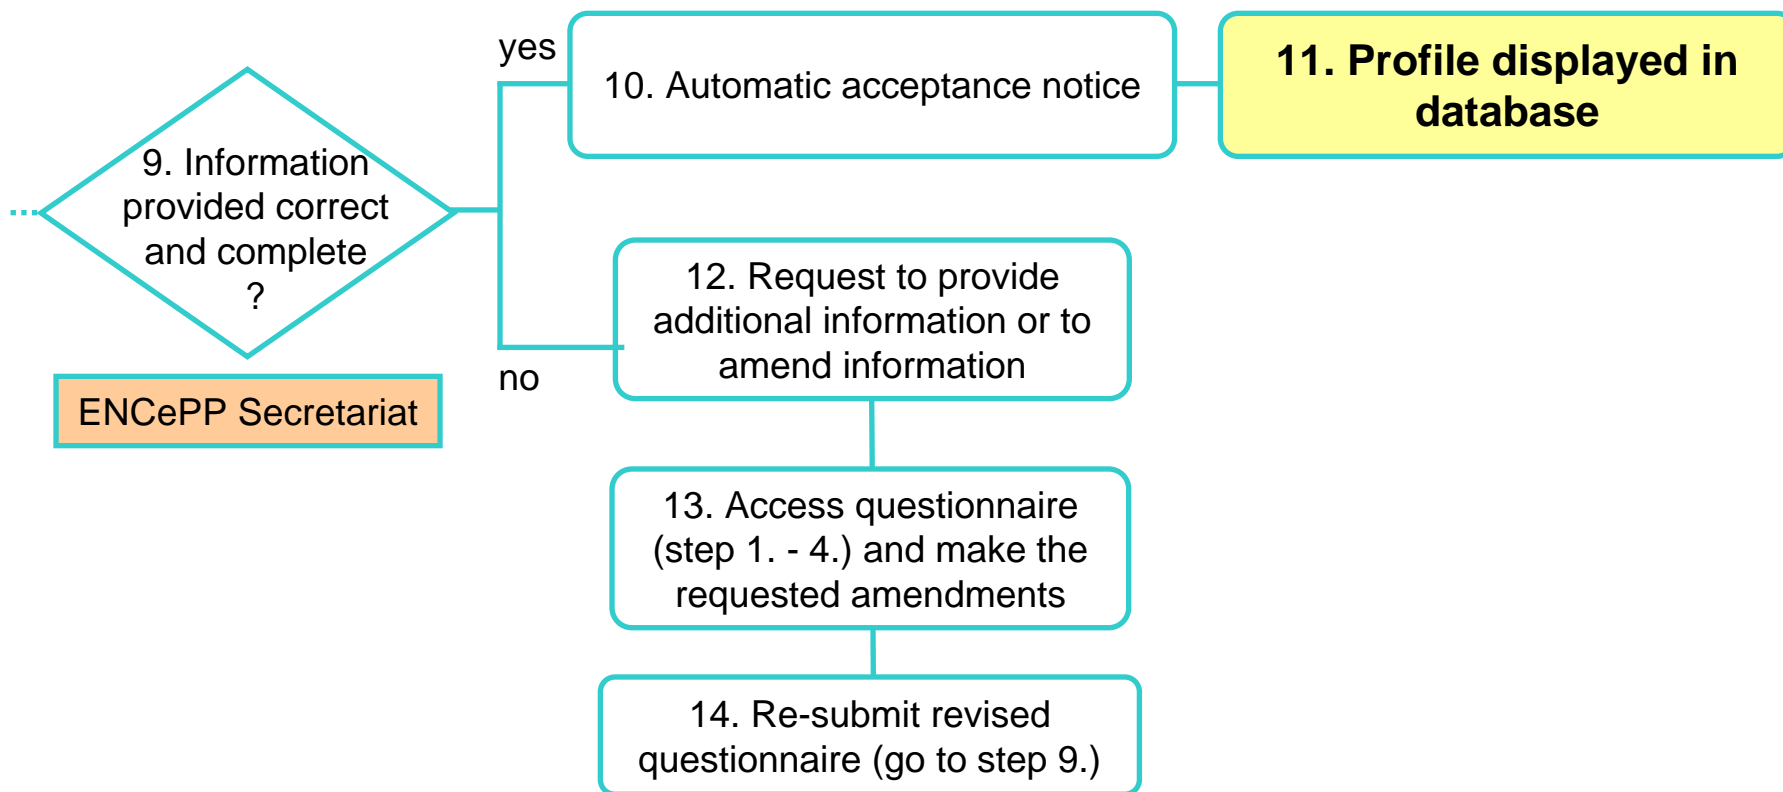 yes
10. Automatic acceptance notice
11. Profile displayed in
database
9. Information
provided correct
and complete
?
ENCePP Secretariat
no
12. Request to provide
additional information or to
amend information
13. Access questionnaire
(step 1. - 4.) and make the
requested amendments
14. Re-submit revised
questionnaire (go to step 9.)